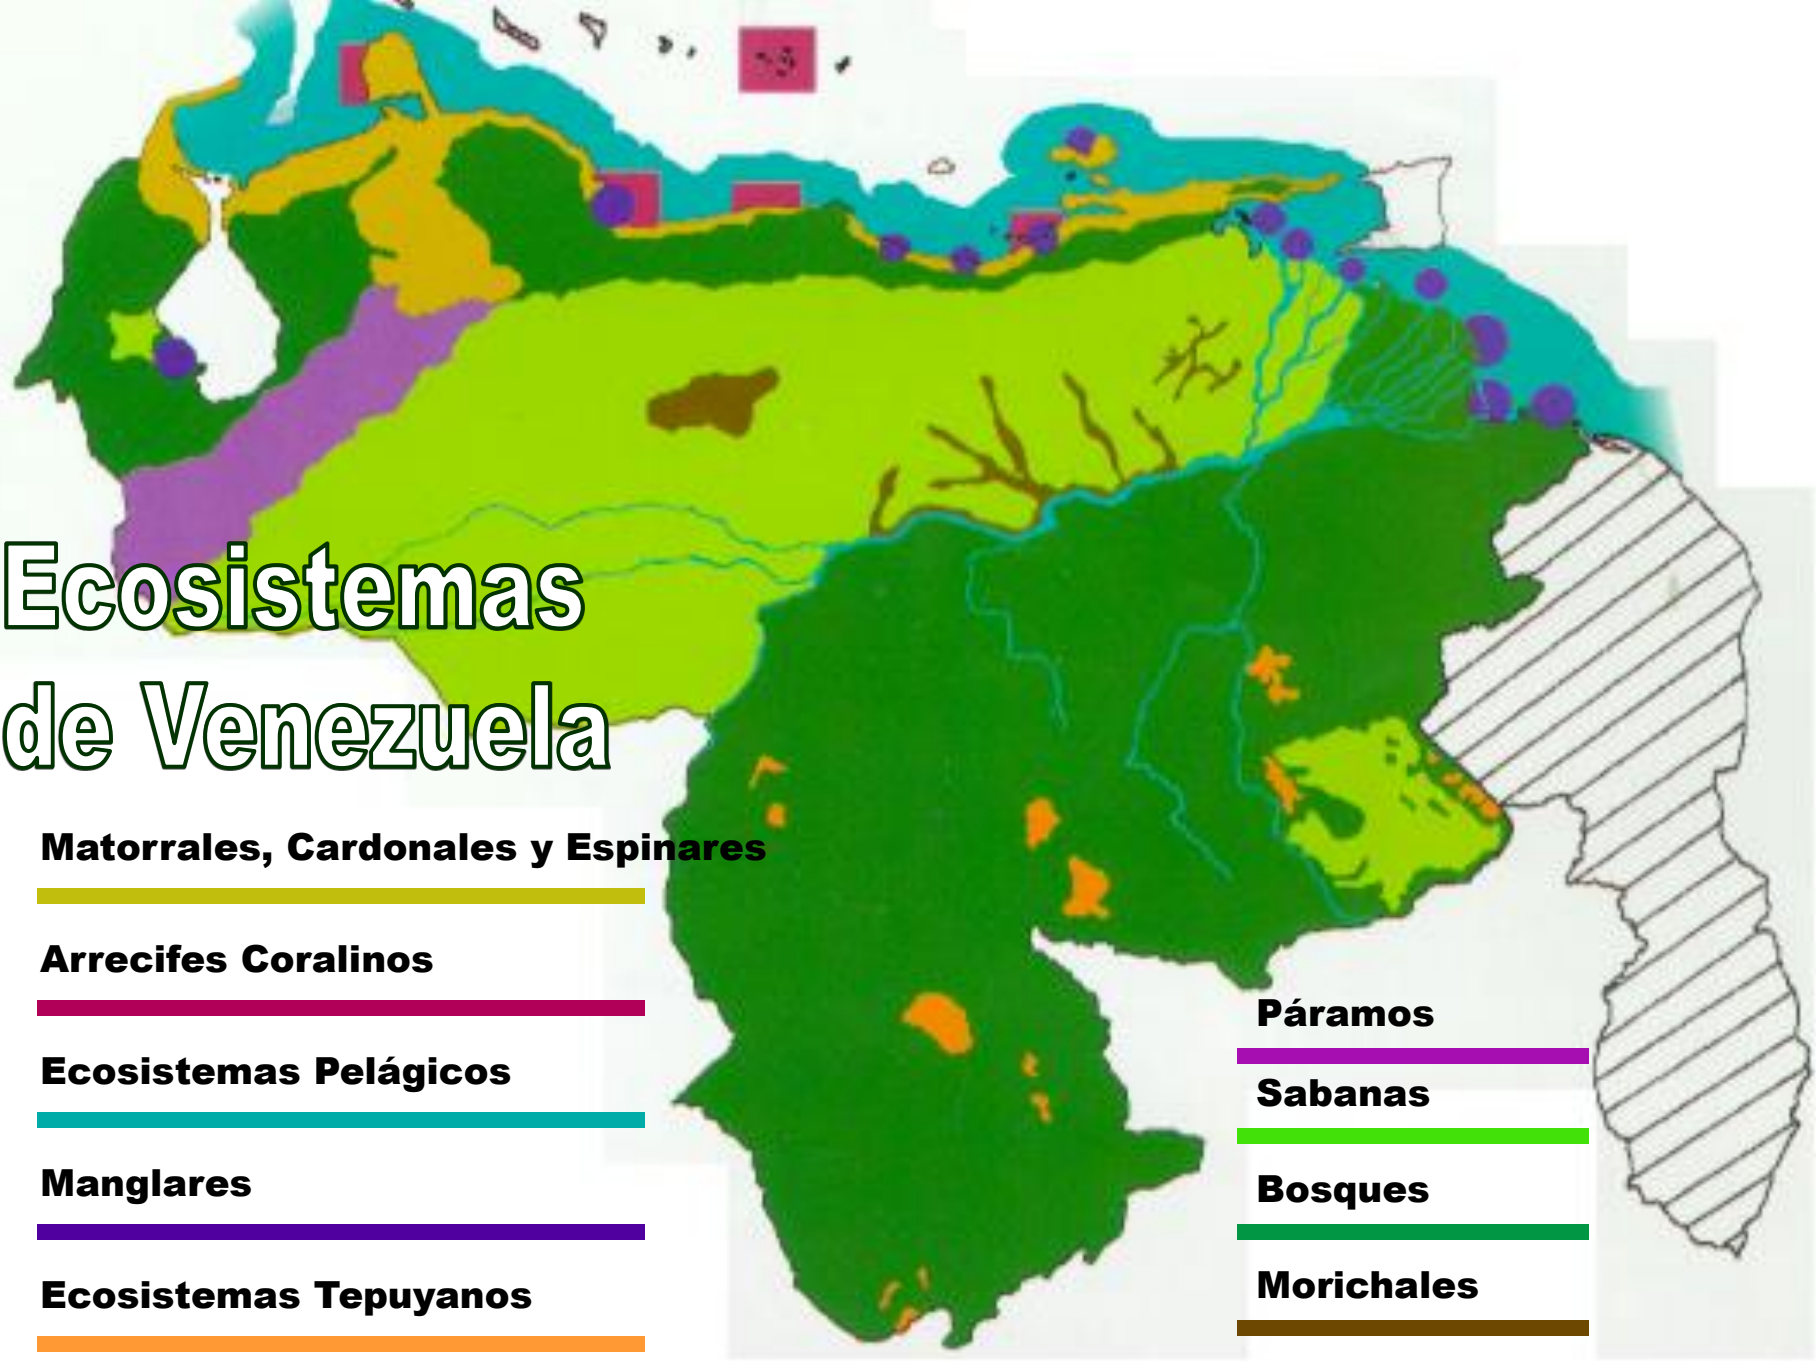 Ecosistemas
de Venezuela
Matorrales, Cardonales y Espinares
Arrecifes Coralinos
Ecosistemas Pelágicos
Manglares
Ecosistemas Tepuyanos
Páramos
Sabanas
Bosques
Morichales